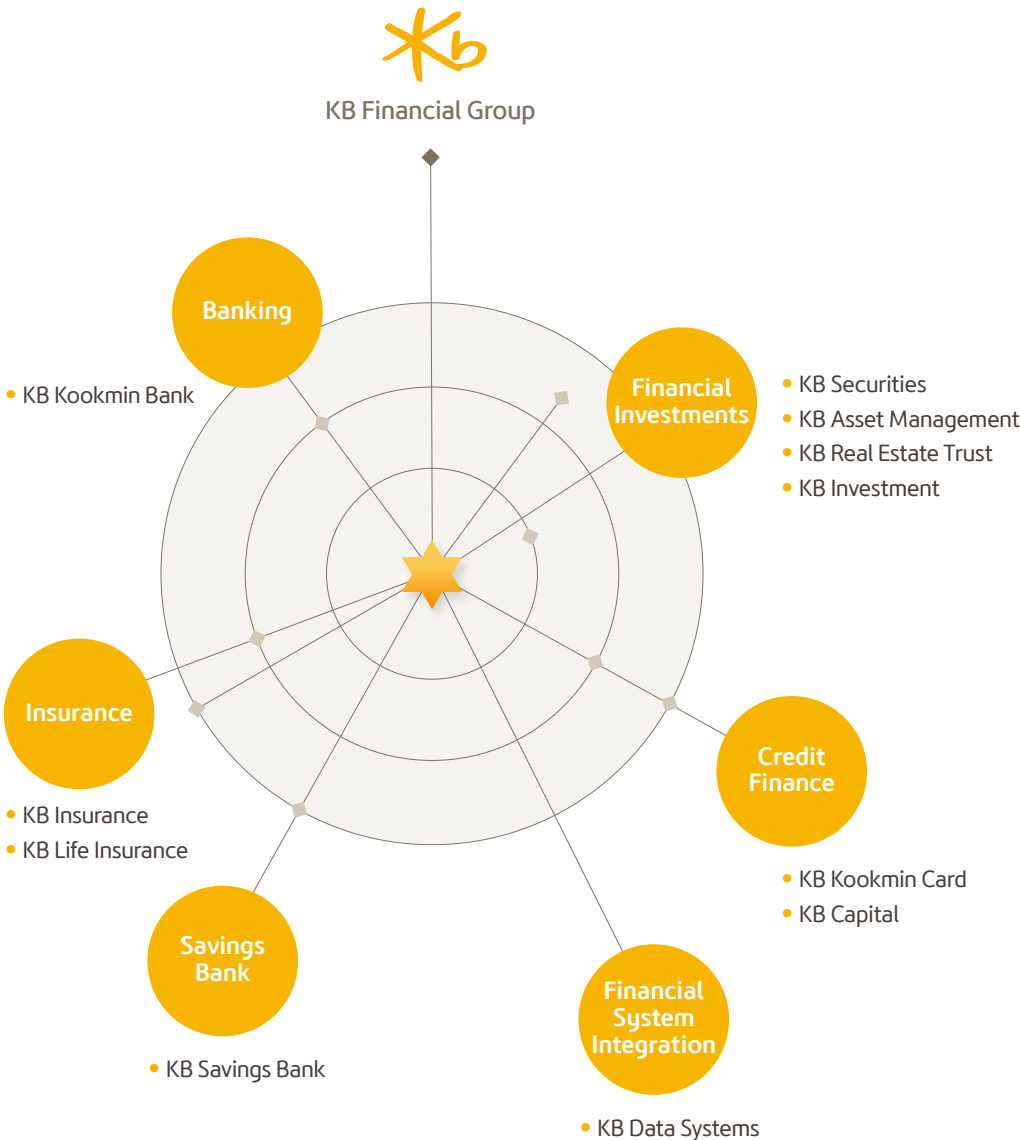 Kb
KB Financial Group
Banking
• KB Kookmin Bank
Financial
Investments
• KB Securities
• KB Asset Management
• KB Real Estate Trust
• KB Investment
Insurance
• KB Insurance
• KB Life Insurance
Credit
Finance
• KB Kookmin Card
• KB Capital
Savings
Bank
• KB Savings Bank
Financial
System
Integration
• KB Data Systems